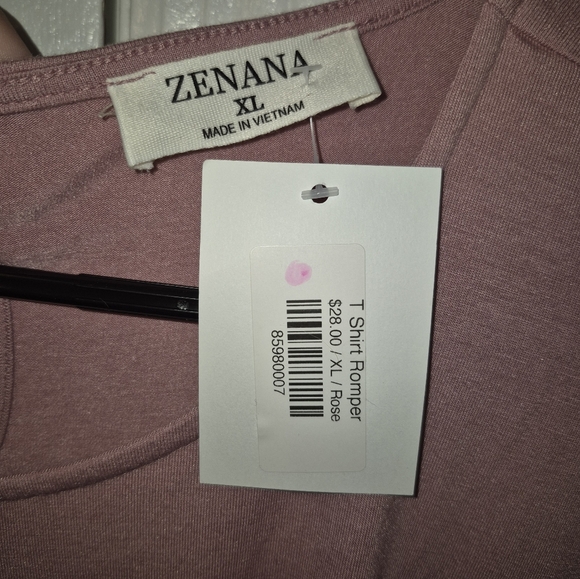 ZENANA
XL
MADE IN VIETNAM
T Shirt Romper
$28.00 / XL / Rose
85980007